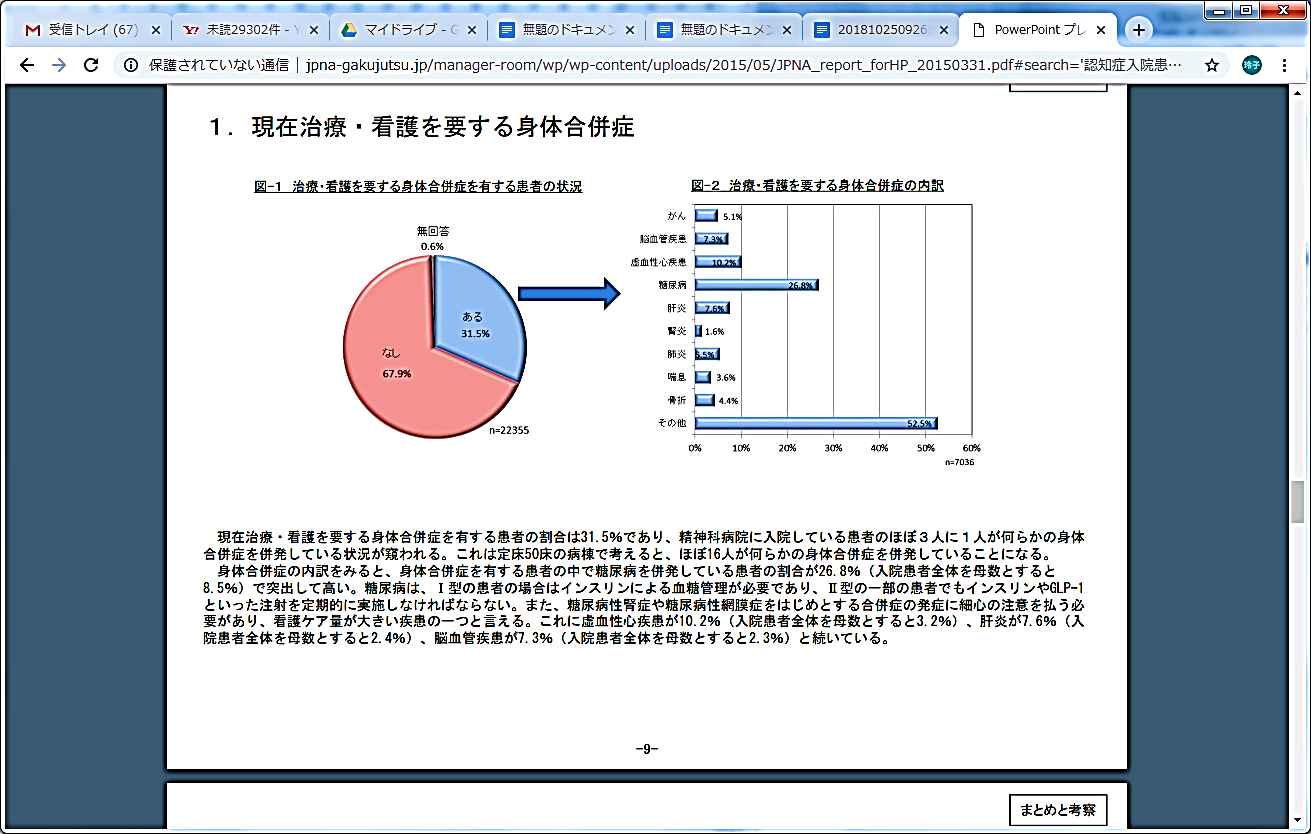 受信トレイ (67)
未読29302件 - Y
マイドライブ - G
無題のドキュメン
無題のドキュメン
2018102509265
PowerPoint プレ
保護されていない通信 | jpna-gakujutsu.jp/manager-room/wp/wp-content/uploads/2015/05/JPNA_report_forHP_20150331.pdf#search='認知症入院患…
玲子
１．現在治療・看護を要する身体合併症
図-1 治療・看護を要する身体合併症を有する患者の状況
無回答
0.6%
ある
31.5%
なし
67.9%
n=22355
図-2 治療・看護を要する身体合併症の内訳
がん 5.1%
脳血管疾患 7.3%
虚血性心疾患 10.2%
糖尿病 26.8%
肝炎 7.6%
腎炎 1.6%
肺炎 5.5%
喘息 3.6%
骨折 4.4%
その他 52.5%
0% 10% 20% 30% 40% 50% 60%
n=7036
現在治療・看護を要する身体合併症を有する患者の割合は31.5%であり、精神科病院に入院している患者のほぼ３人に１人が何らかの身体
合併症を併発している状況が窺われる。これは定床50床の病棟で考えると、ほぼ16人が何らかの身体合併症を併発していることになる。
身体合併症の内訳をみると、身体合併症を有する患者の中で糖尿病を併発している患者の割合が26.8%（入院患者全体を母数とすると
8.5%）で突出して高い。糖尿病は、Ⅰ型の患者の場合はインスリンによる血糖管理が必要であり、Ⅱ型の一部の患者でもインスリンやGLP-1
といった注射を定期的に実施しなければならない。また、糖尿病性腎症や糖尿病性網膜症をはじめとする合併症の発症に細心の注意を払う必
要があり、看護ケア量が大きい疾患の一つと言える。これに虚血性心疾患が10.2%（入院患者全体を母数とすると3.2%）、肝炎が7.6%（入
院患者全体を母数とすると2.4%）、脳血管疾患が7.3%（入院患者全体を母数とすると2.3%）と続いている。
-9-
まとめと考察